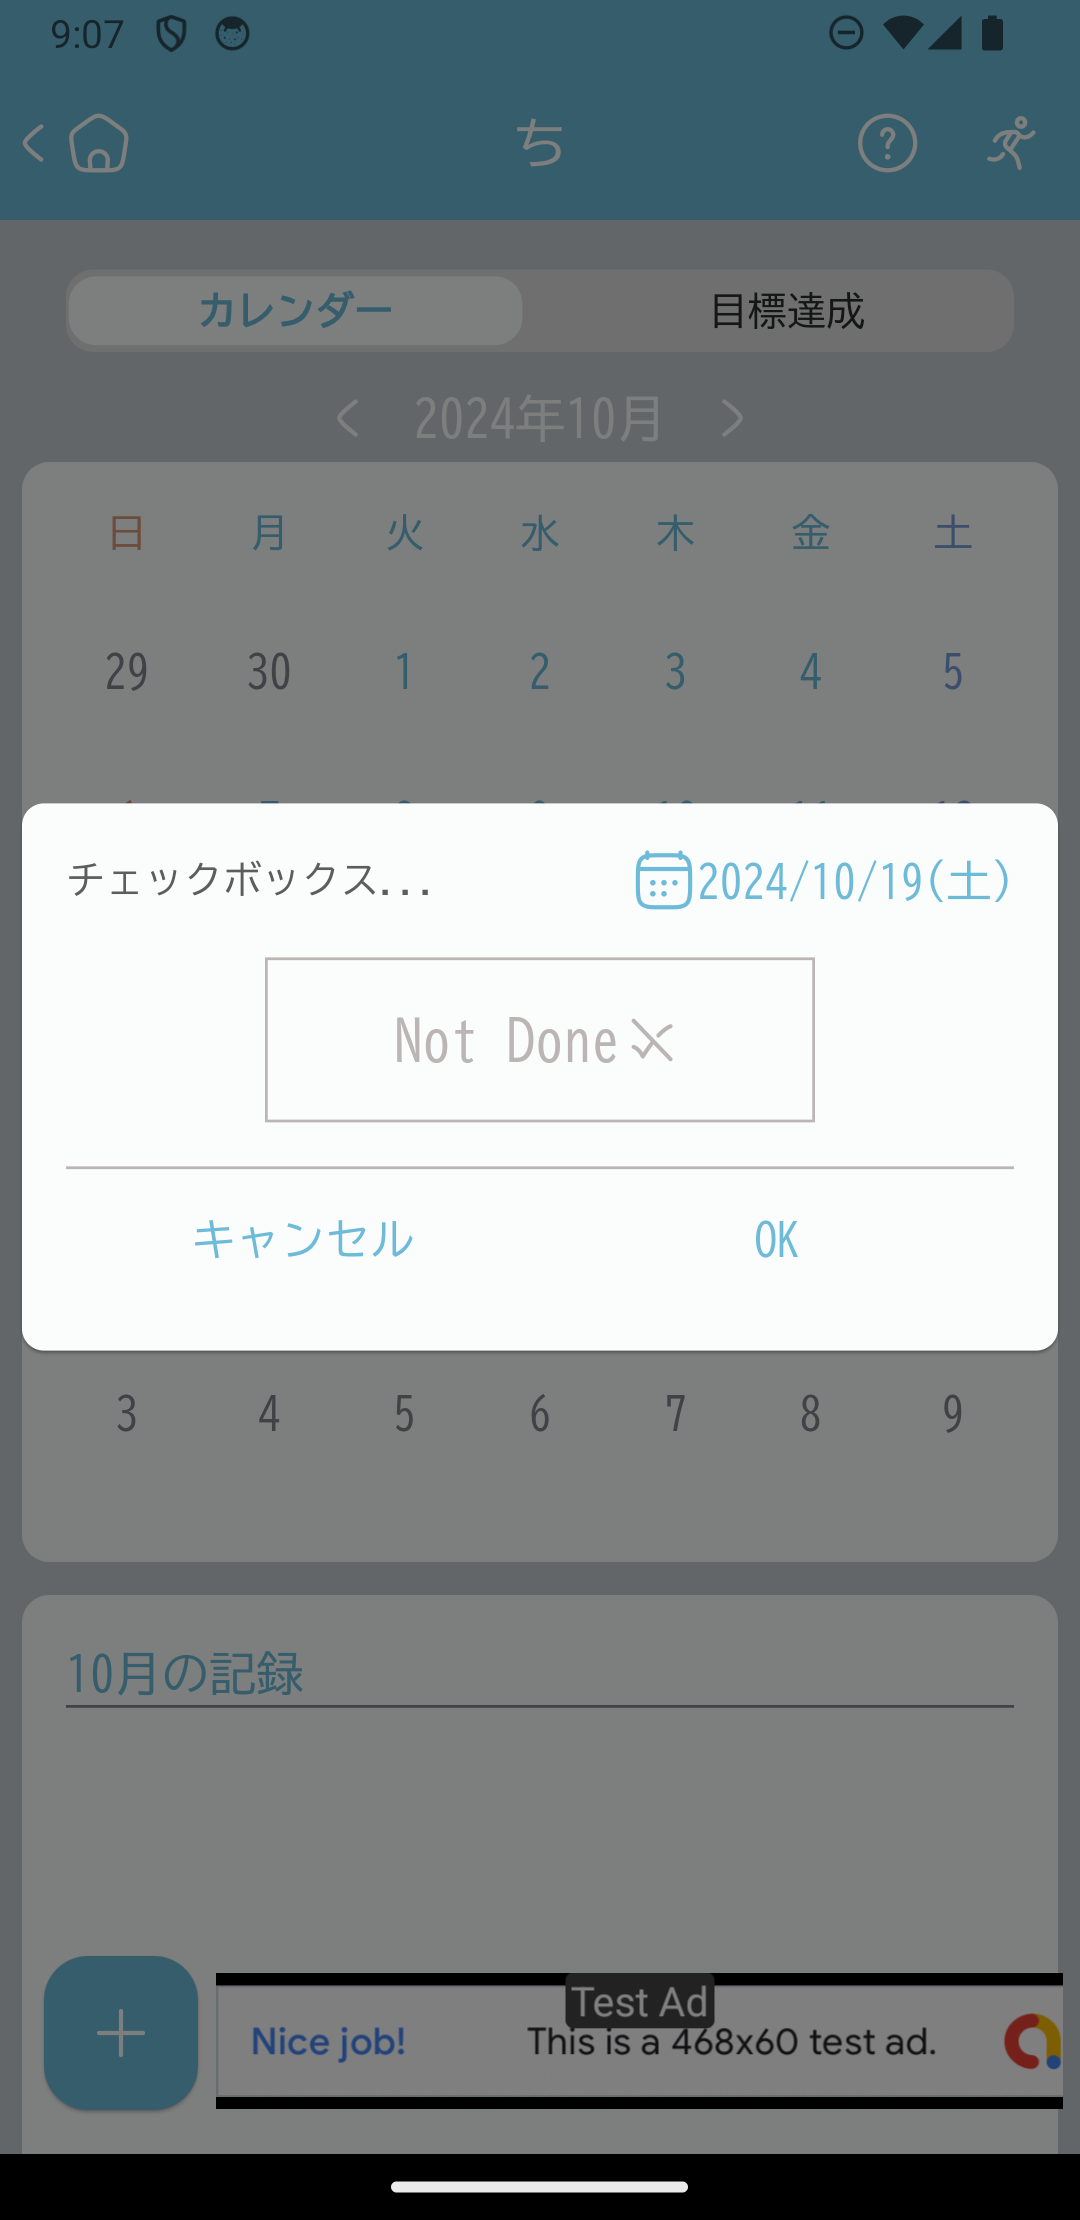 9:07
ち
カレンダー 目標達成
2024年10月
日 月 火 水 木 金 土
29 30 1 2 3 4 5
チェックボックス... 2024/10/19(土)
Not Done
キャンセル OK
3 4 5 6 7 8 9
10月の記録
Test Ad
Nice job! This is a 468x60 test ad.